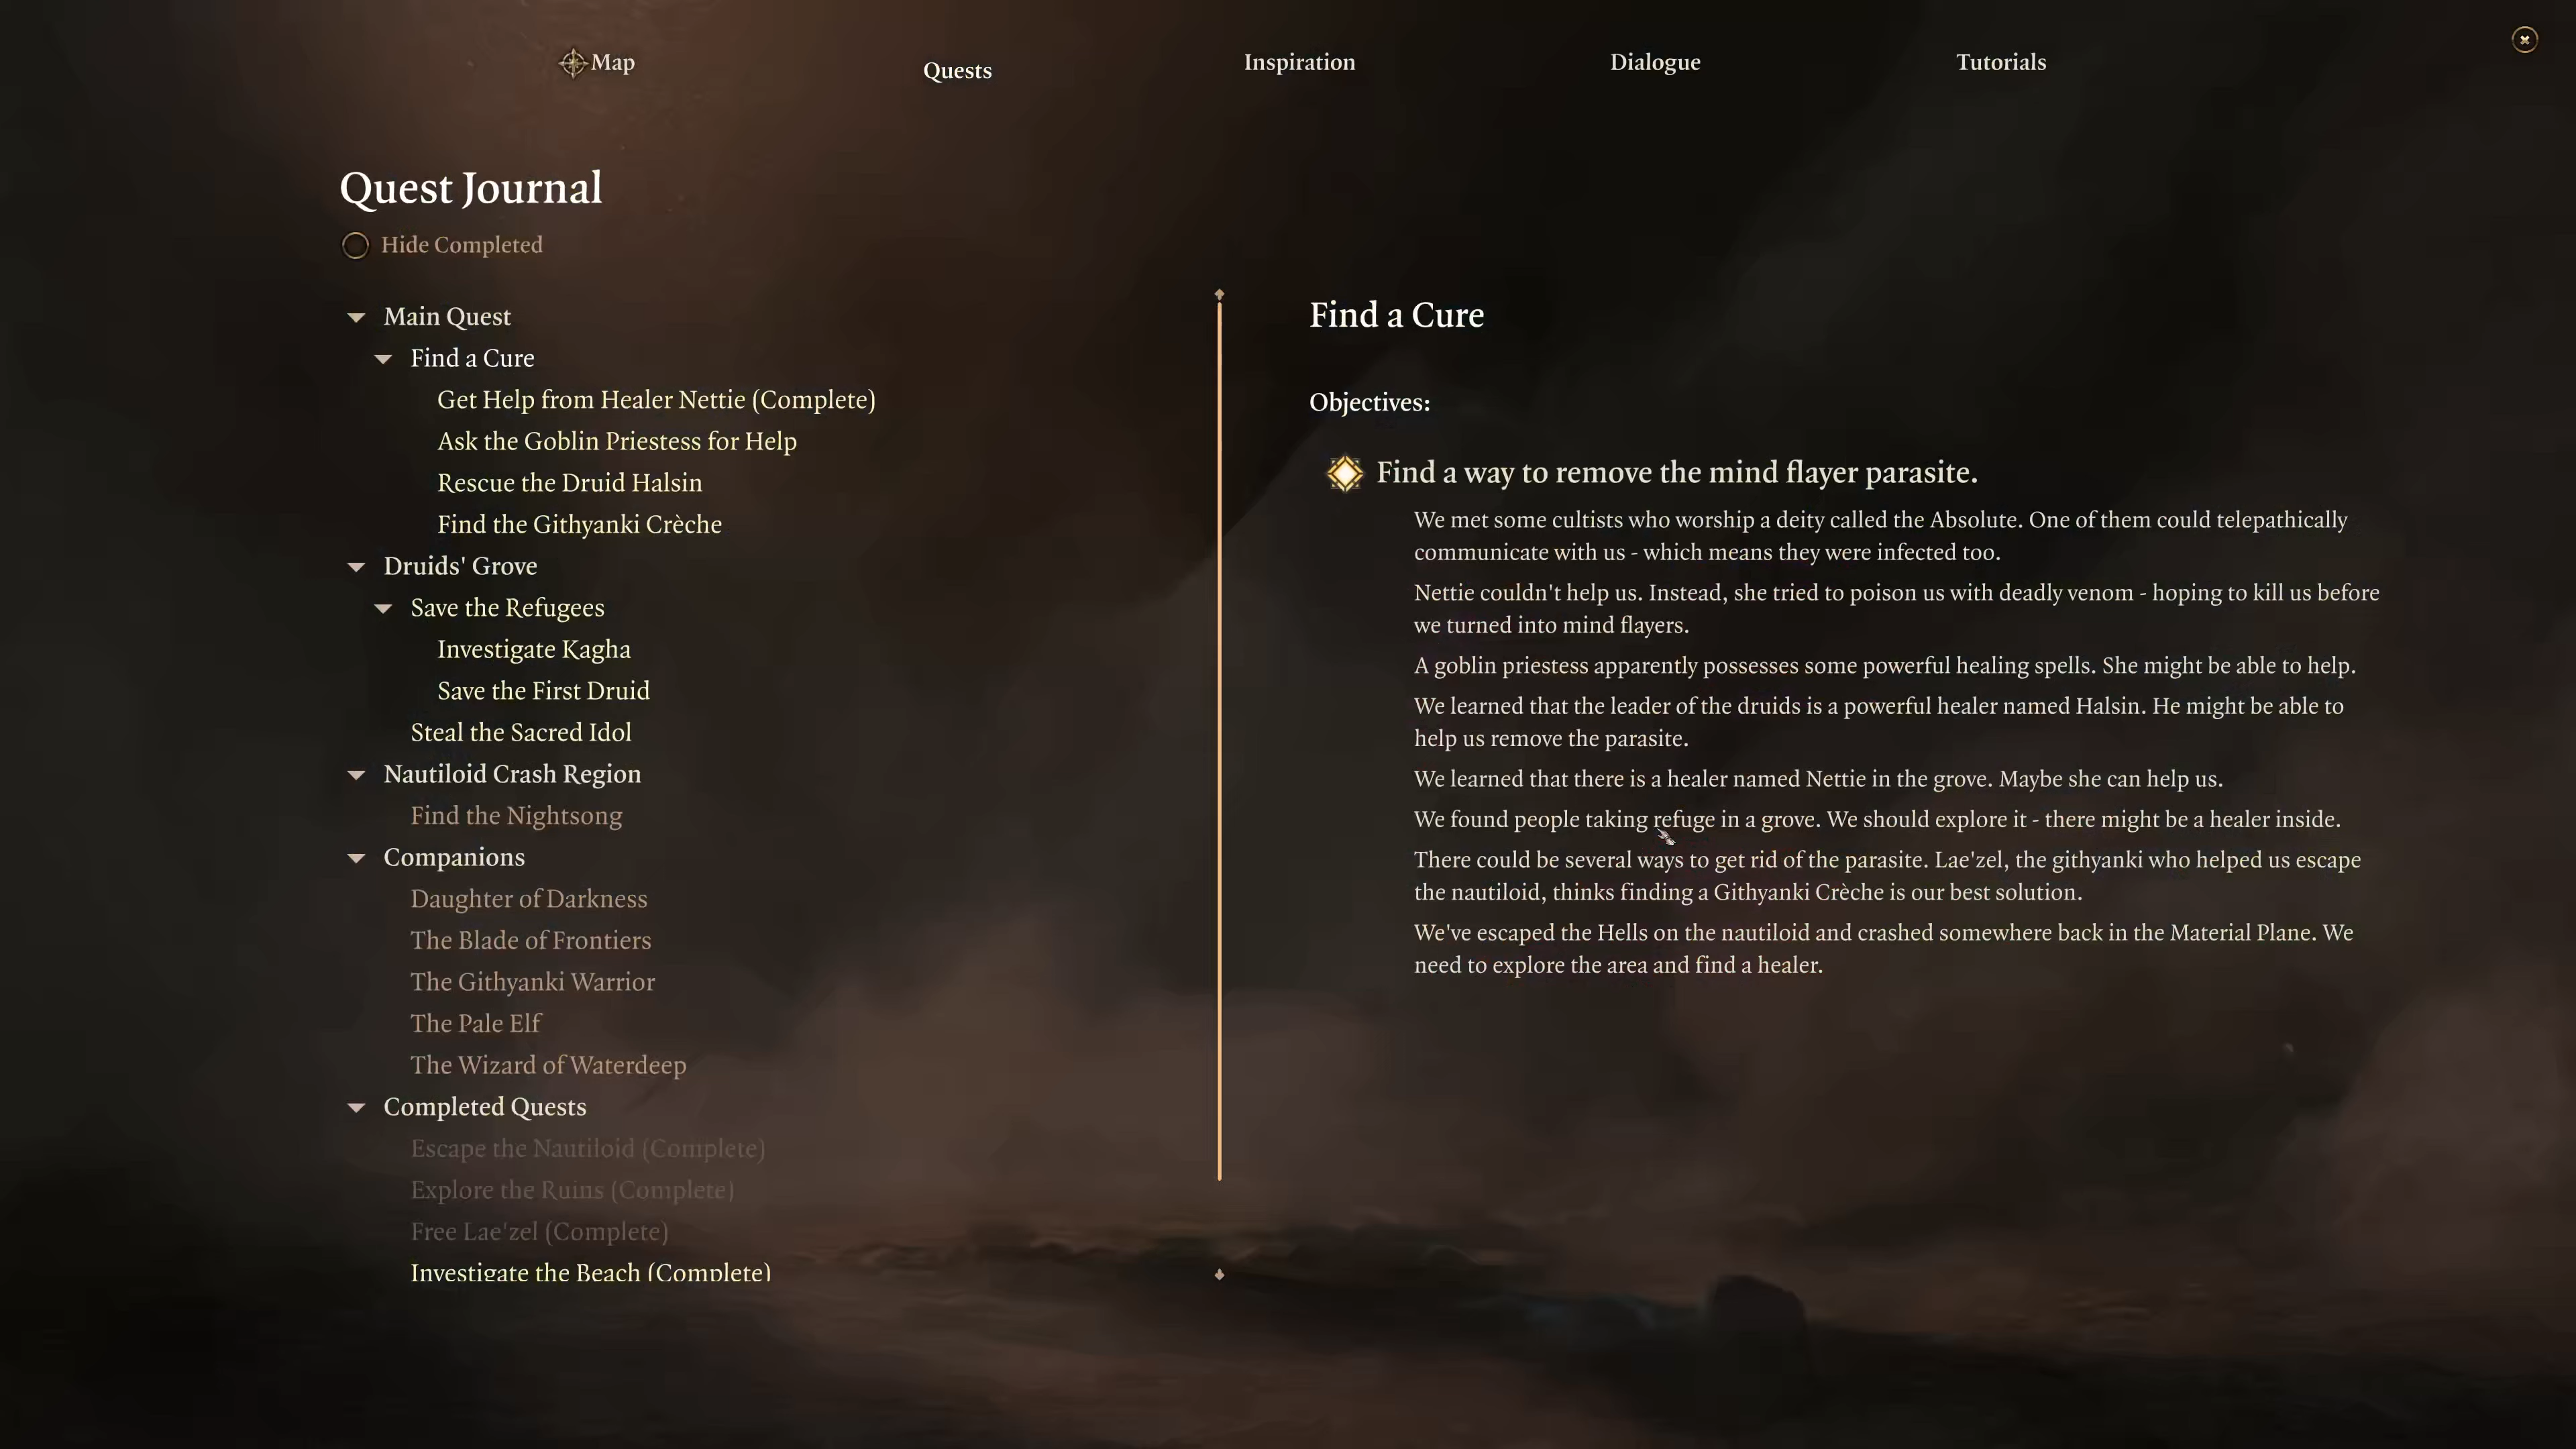 Map
Quests
Inspiration
Dialogue
Tutorials
Quest Journal
Hide Completed
Main Quest
Find a Cure
Get Help from Healer Nettie (Complete)
Ask the Goblin Priestess for Help
Rescue the Druid Halsin
Find the Githyanki Crèche
Druids' Grove
Save the Refugees
Investigate Kagha
Save the First Druid
Steal the Sacred Idol
Nautiloid Crash Region
Find the Nightsong
Companions
Daughter of Darkness
The Blade of Frontiers
The Githyanki Warrior
The Pale Elf
The Wizard of Waterdeep
Completed Quests
Escape the Nautiloid (Complete)
Explore the Ruins (Complete)
Free Lae'zel (Complete)
Investigate the Beach (Complete)
Find a Cure
Objectives:
Find a way to remove the mind flayer parasite.
We met some cultists who worship a deity called the Absolute. One of them could telepathically
communicate with us - which means they were infected too.
Nettie couldn't help us. Instead, she tried to poison us with deadly venom - hoping to kill us before
we turned into mind flayers.
A goblin priestess apparently possesses some powerful healing spells. She might be able to help.
We learned that the leader of the druids is a powerful healer named Halsin. He might be able to
help us remove the parasite.
We learned that there is a healer named Nettie in the grove. Maybe she can help us.
We found people taking refuge in a grove. We should explore it - there might be a healer inside.
There could be several ways to get rid of the parasite. Lae'zel, the githyanki who helped us escape
the nautiloid, thinks finding a Githyanki Crèche is our best solution.
We've escaped the Hells on the nautiloid and crashed somewhere back in the Material Plane. We
need to explore the area and find a healer.